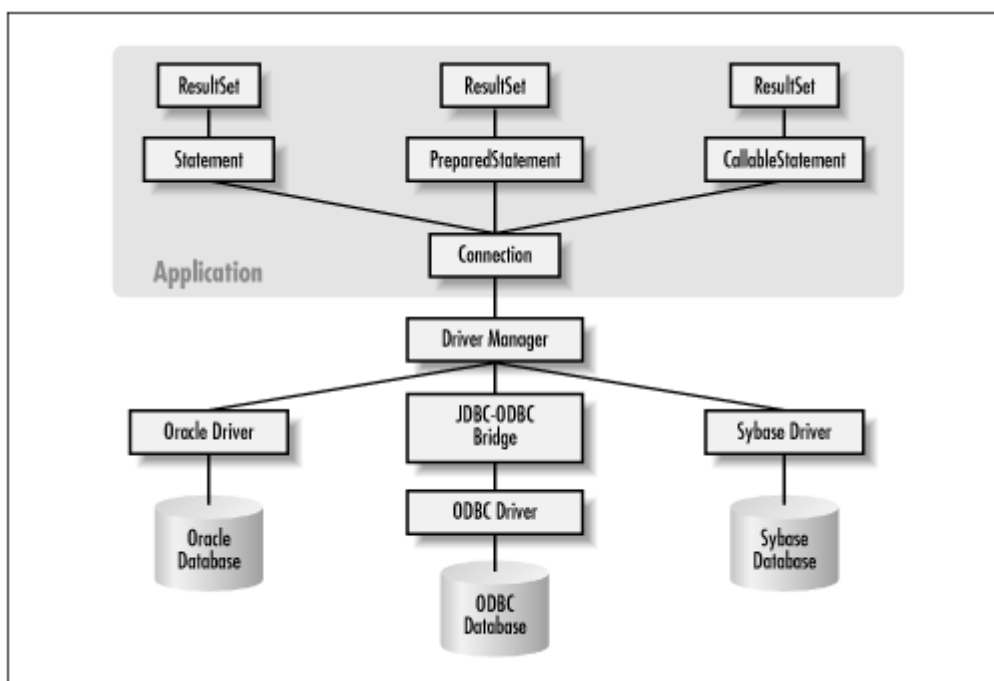 ResultSet
ResultSet
ResultSet
Statement
PreparedStatement
CallableStatement
Connection
Application
Driver Manager
Oracle Driver
JDBC-ODBC
Bridge
Sybase Driver
ODBC Driver
Oracle
Database
Sybase
Database
ODBC
Database